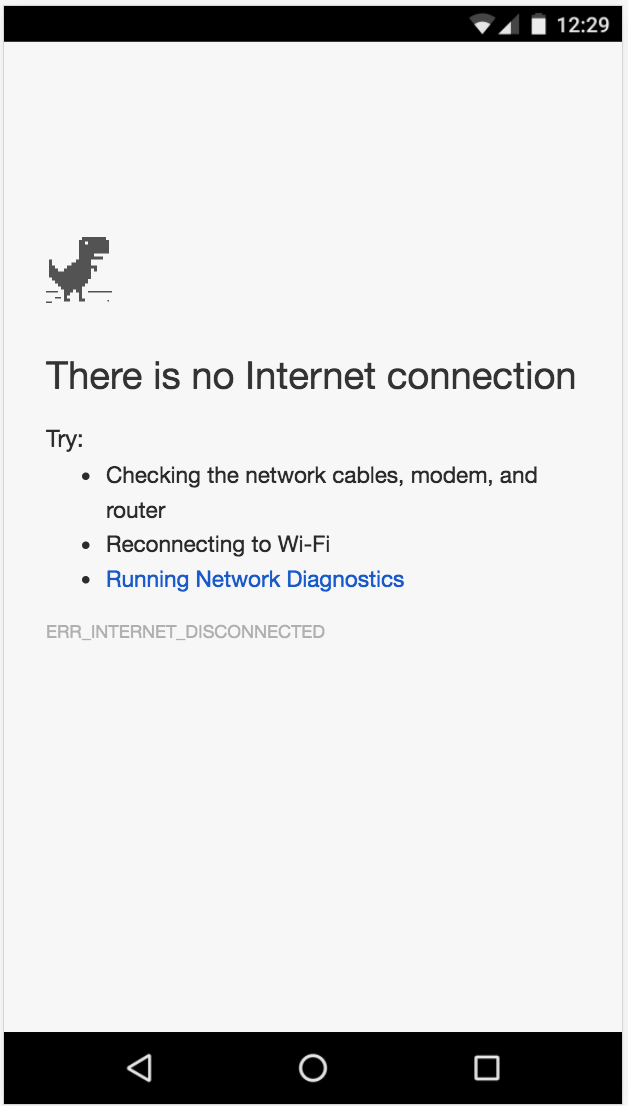 12:29
There is no Internet connection
Try:
Checking the network cables, modem, and
router
Reconnecting to Wi-Fi
Running Network Diagnostics
ERR_INTERNET_DISCONNECTED